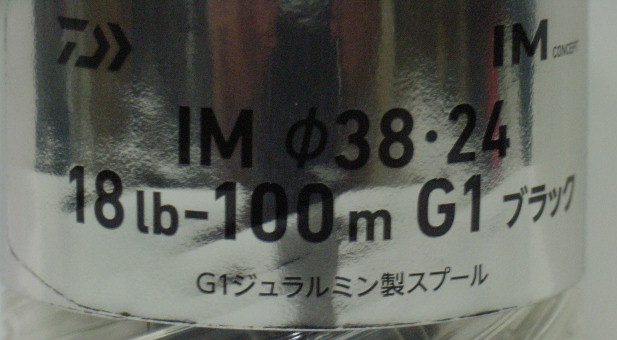 IM CONCEPT
IM φ38・24
18lb-100m G1 ブラック
G1ジュラルミン製スプール